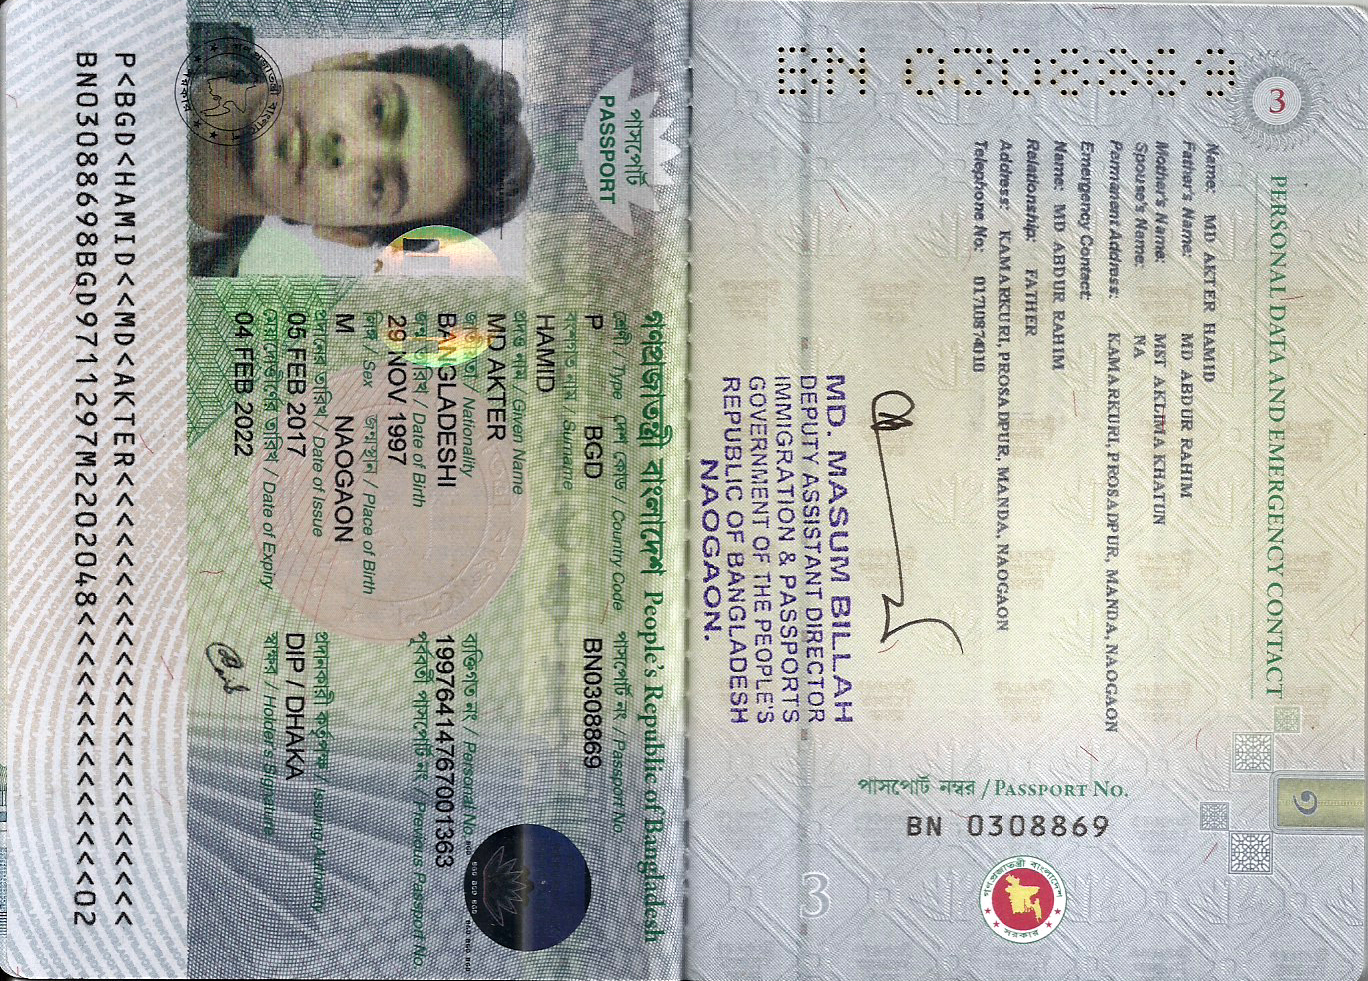 PERSONAL DATA AND EMERGENCY CONTACT
3
BN 0308869
Name: MD AKTER HAMID
Father's Name: MD ABDUR RAHIM
Mother's Name: MST AKLIMA KHATUN
Spouse's Name: NA
Permanent Address: KAMARKURI, PROSADPUR, MANDA, NAOGAON
Emergency Contact:
Name: MD ABDUR RAHIM
Relationship: FATHER
Address: KAMARKURI, PROSADPUR, MANDA, NAOGAON
Telephone No: 01710874010
পাসপোর্ট নম্বর / PASSPORT NO.
BN 0308869
গণপ্রজাতন্ত্রী বাংলাদেশ
সরকার
৩
MD. MASUM BILLAH
DEPUTY ASSISTANT DIRECTOR
IMMIGRATION & PASSPORTS
GOVERNMENT OF THE PEOPLE'S
REPUBLIC OF BANGLADESH
NAOGAON.
3
গণপ্রজাতন্ত্রী বাংলাদেশ People's Republic of Bangladesh
পাসপোর্ট
PASSPORT
শ্রেণী / Type দেশ কোড / Country Code পাসপোর্ট নং / Passport No.
P BGD BN0308869
বংশগত নাম / Surname
HAMID
প্রদত্ত নাম / Given Name
MD AKTER
জাতীয়তা / Nationality ব্যক্তিগত নং / Personal No.
BANGLADESHI 19976414767001363
জন্ম তারিখ / Date of Birth পূর্ববর্তী পাসপোর্ট নং / Previous Passport No.
29 NOV 1997
লিঙ্গ / Sex জন্মস্থান / Place of Birth
M NAOGAON
প্রদানের তারিখ / Date of Issue প্রদানকারী কর্তৃপক্ষ / Issuing
05 FEB 2017 DIP / DHAKA
মেয়াদোত্তীর্ণের তারিখ / Date of Expiry স্বাক্ষর / Holder's Signature
04 FEB 2022
P<BGD<HAMID<<MD<AKTER<<<<<<<<<<<<<<<<<<<<<<<
BN03088698BGD9711297M2202048<<<<<<<<<<<<<<02